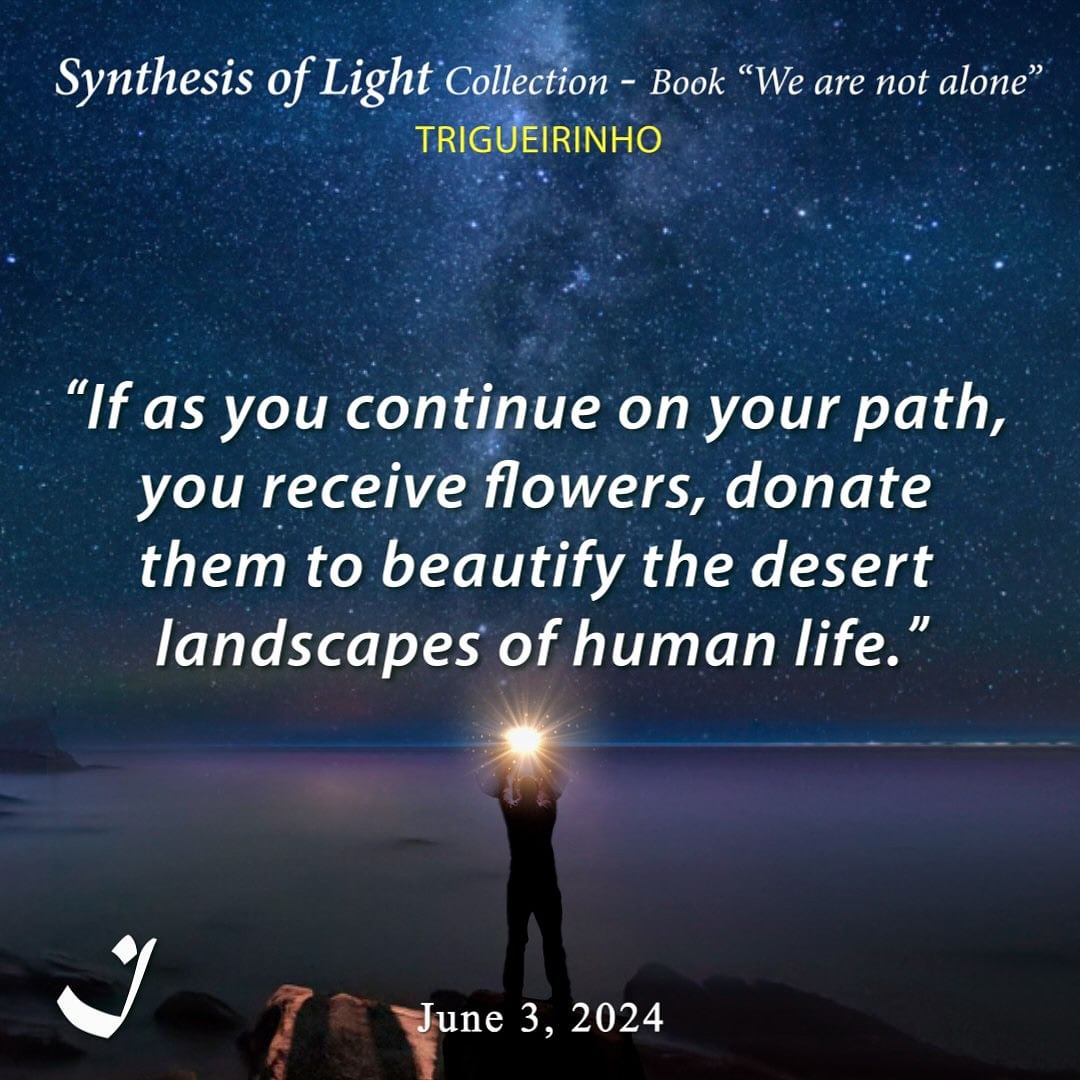 Synthesis of Light Collection - Book “We are not alone”
TRIGUEIRINHO
“If as you continue on your path,
you receive flowers, donate
them to beautify the desert
landscapes of human life.”
June 3, 2024